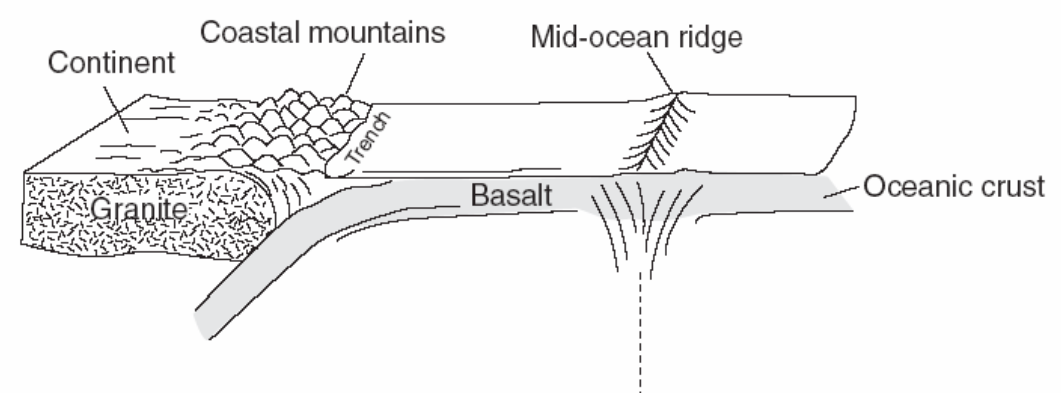 Coastal mountains
Mid-ocean ridge
Continent
Trench
Granite
Basalt
Oceanic crust